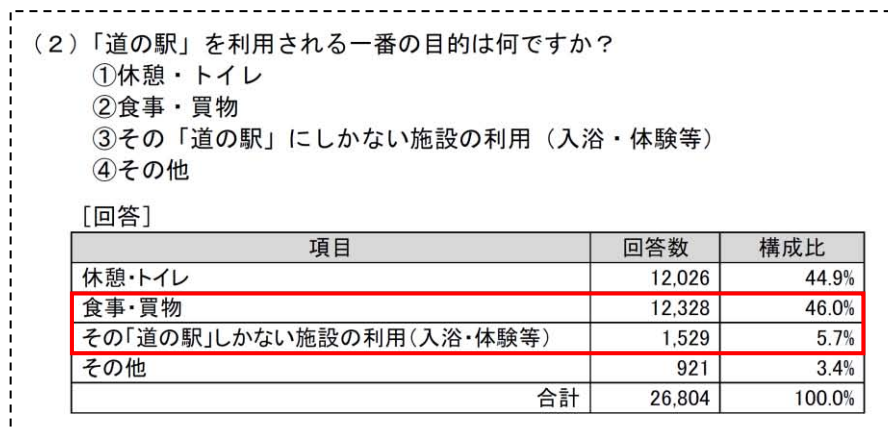 (2)「道の駅」を利用される一番の目的は何ですか?
①休憩・トイレ
②食事・買物
③その「道の駅」にしかない施設の利用(入浴・体験等)
④その他
[回答]
項目 回答数 構成比
休憩・トイレ 12,026 44.9%
食事・買物 12,328 46.0%
その「道の駅」しかない施設の利用(入浴・体験等) 1,529 5.7%
その他 921 3.4%
合計 26,804 100.0%